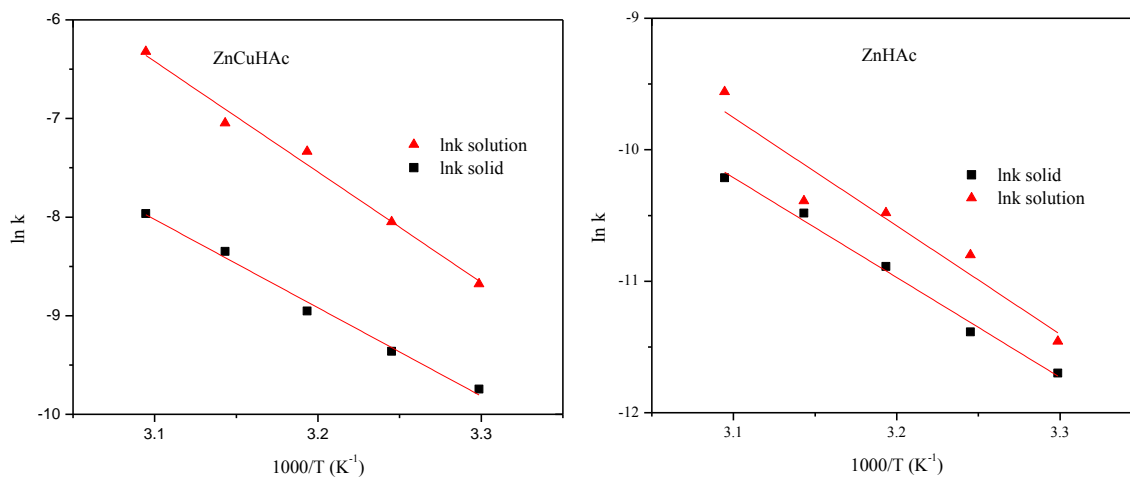 -6
-7
-8
-9
-10
ln k
ZnCuHAc
lnk solution
lnk solid
3.1
3.2
3.3
1000/T (K-1)
-9
-10
-11
-12
In k
ZnHAc
lnk solid
lnk solution
3.1
3.2
3.3
1000/T (K-1)